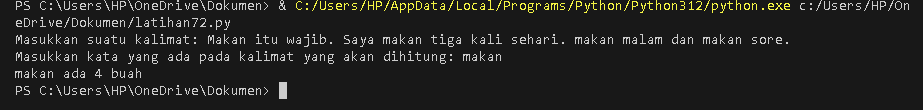 PS C:\Users\HP\OneDrive\Dokumen> & C:/Users/HP/AppData/Local/Programs/Python/Python312/python.exe c:/Users/HP/On
eDrive/Dokumen/latihan72.py
Masukkan suatu kalimat: Makan itu wajib. Saya makan tiga kali sehari. makan malam dan makan sore.
Masukkan kata yang ada pada kalimat yang akan dihitung: makan
makan ada 4 buah
PS C:\Users\HP\OneDrive\Dokumen>